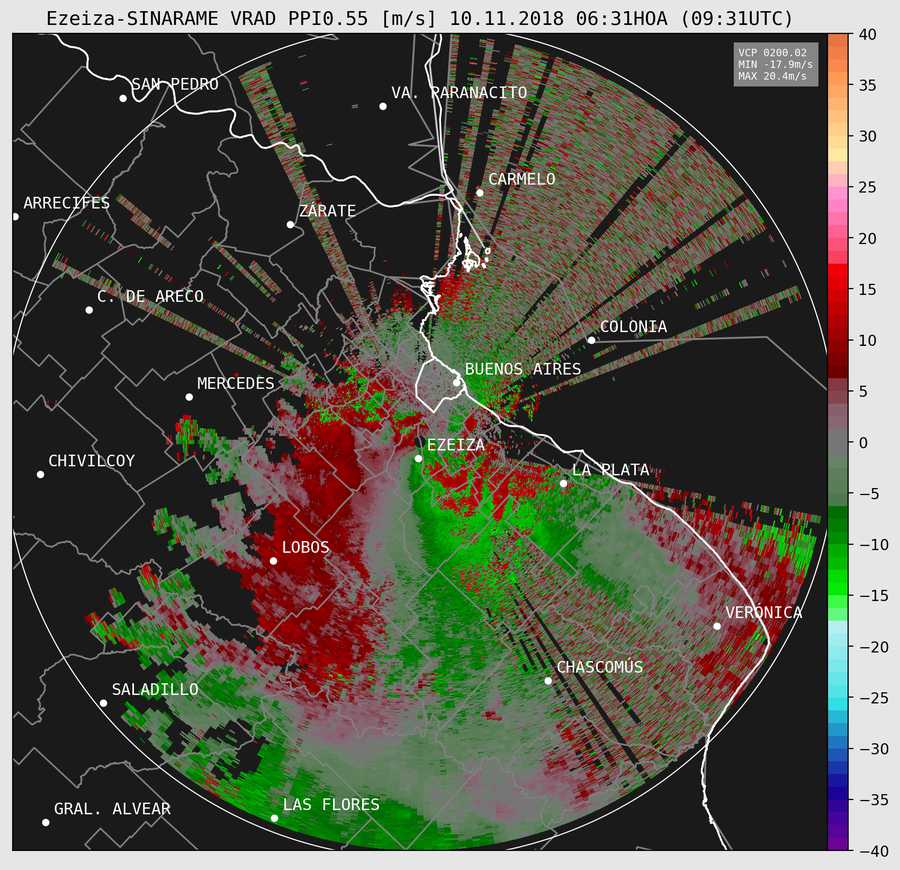 Ezeiza-SINARAME VRAD PPI0.55 [m/s] 10.11.2018 06:31HOA (09:31UTC)
VCP 0200.02
MIN -17.9m/s
MAX 20.4m/s
SAN PEDRO
VA. PARANACITO
CARMELO
ARRECIFES
ZÁRATE
C. DE ARECO
COLONIA
BUENOS AIRES
MERCEDES
EZEIZA
CHIVILCOY
LA PLATA
LOBOS
VERÓNICA
CHASCOMÚS
SALADILLO
LAS FLORES
GRAL. ALVEAR
40
35
30
25
20
15
10
5
0
−5
−10
−15
−20
−25
−30
−35
−40